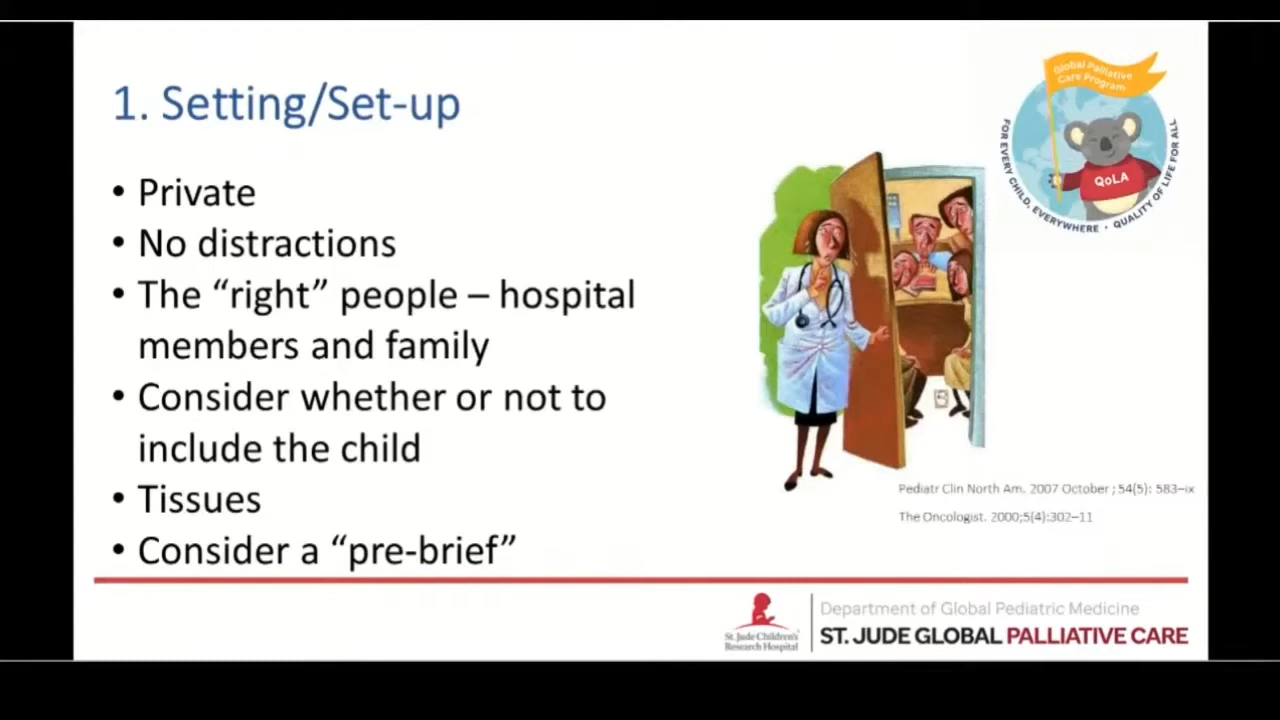 1. Setting/Set-up
• Private
• No distractions
• The “right” people – hospital
members and family
• Consider whether or not to
include the child
• Tissues
• Consider a “pre-brief”
Global Palliative
Care Program
QoLA
FOR EVERY CHILD, EVERYWHERE • QUALITY OF LIFE FOR ALL
Pediatr Clin North Am. 2007 October ; 54(5): 583–ix
The Oncologist. 2000;5(4):302–11
St. Jude Children's
Research Hospital
Department of Global Pediatric Medicine
ST. JUDE GLOBAL PALLIATIVE CARE